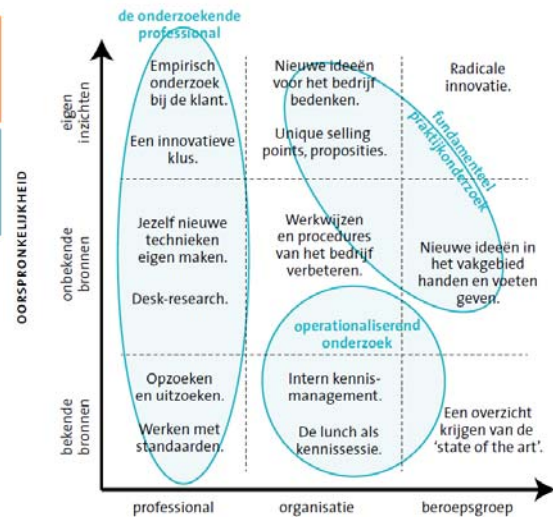 de onderzoekende
professional
Empirisch
onderzoek
bij de klant.
Een innovatieve
klus.
Nieuwe ideeën
voor het bedrijf
bedenken.
Unique selling
points, proposities.
Radicale
innovatie.
fundamenteel
praktijkonderzoek
eigen
inzichten
Jezelf nieuwe
technieken
eigen maken.
Desk-research.
Werkwijzen
en procedures
van het bedrijf
verbeteren.
Nieuwe ideeën in
het vakgebied
handen en voeten
geven.
onbekende
bronnen
OORSPRONKELIJKHEID
operationaliserend
onderzoek
Opzoeken
en uitzoeken.
Werken met
standaarden.
Intern kennis-
management.
De lunch als
kennissessie.
Een overzicht
krijgen van de
‘state of the art’.
bekende
bronnen
professional
organisatie
beroepsgroep